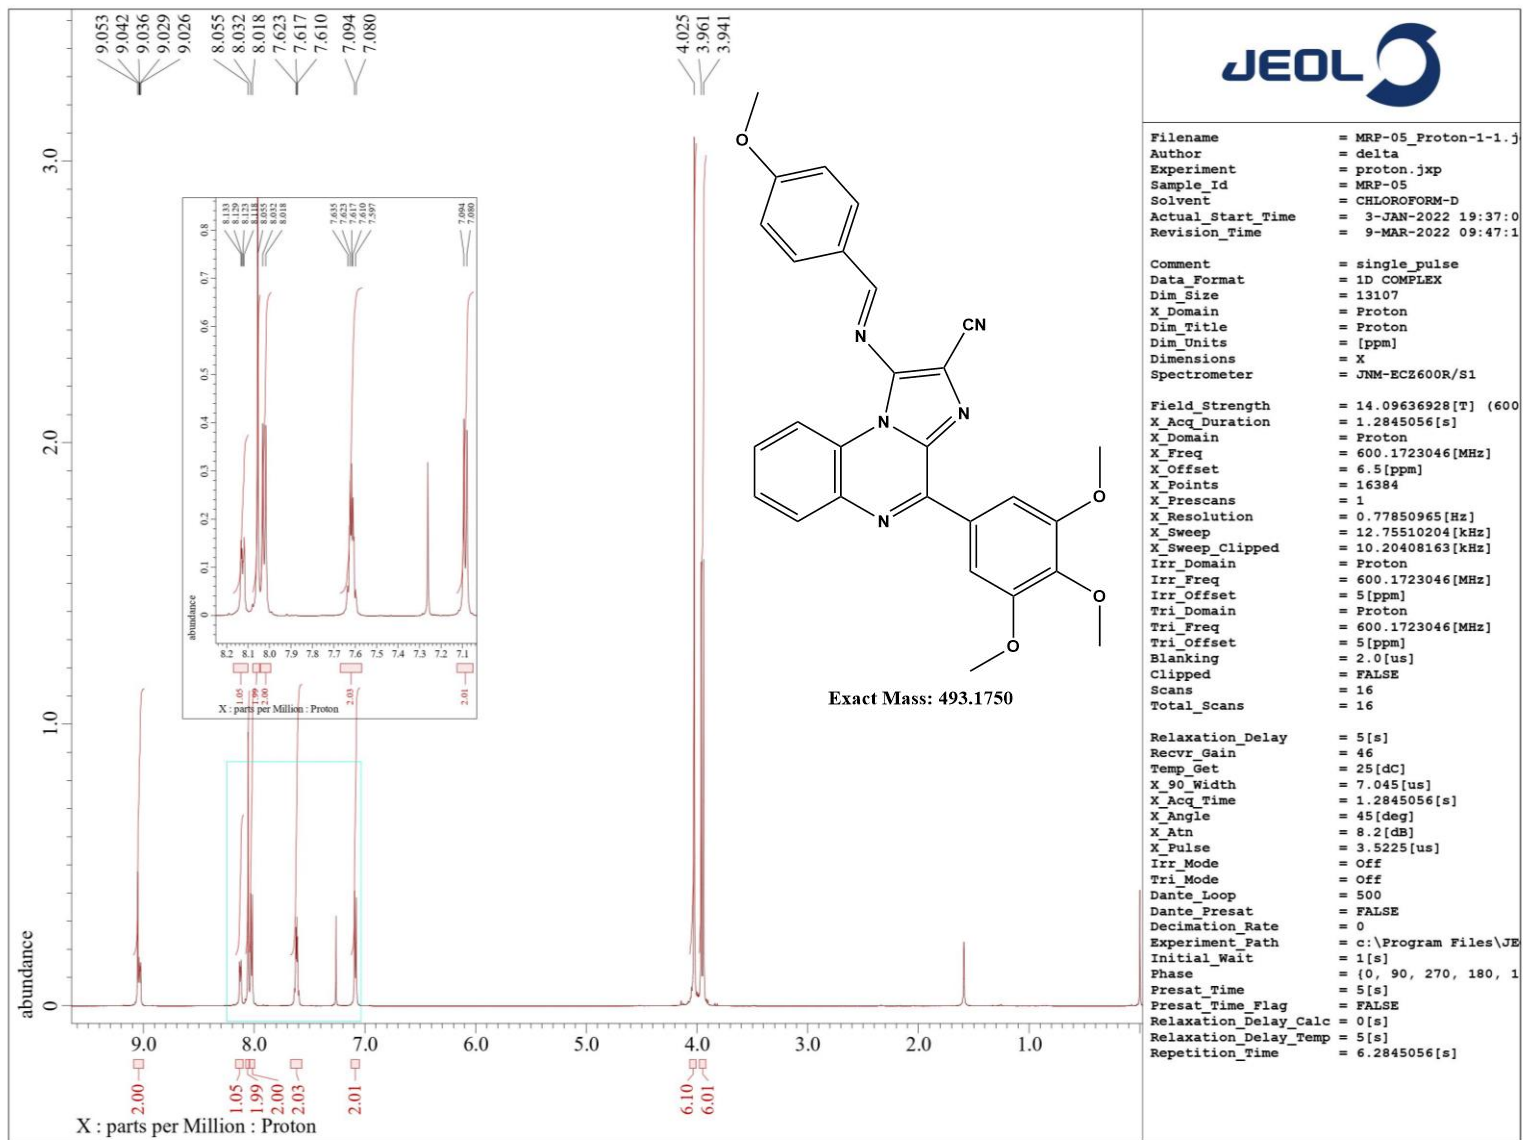 9.053
9.042
9.036
9.029
9.026
8.055
8.032
8.018
7.623
7.617
7.610
7.094
7.080
4.025
3.961
3.941
JEOL
3.0
2.0
1.0
0
abundance
8.133
8.129
8.123
8.118
8.055
8.032
8.018
7.635
7.623
7.617
7.610
7.597
7.094
7.080
0.8
0.7
0.6
0.5
0.4
0.3
0.2
0.1
0
abundance
8.2 8.1 8.0 7.9 7.8 7.7 7.6 7.5 7.4 7.3 7.2 7.1
1.05
1.99
2.00
2.03
2.01
X : parts per Million : Proton
O
N
CN
N
N
N
O
O
O
Exact Mass: 493.1750
9.0 8.0 7.0 6.0 5.0 4.0 3.0 2.0 1.0
2.00
1.05
1.99
2.00
2.03
2.01
6.10
6.01
X : parts per Million : Proton
Filename = MRP-05_Proton-1-1.j
Author = delta
Experiment = proton.jxp
Sample_Id = MRP-05
Solvent = CHLOROFORM-D
Actual_Start_Time = 3-JAN-2022 19:37:0
Revision_Time = 9-MAR-2022 09:47:1
Comment = single_pulse
Data_Format = 1D COMPLEX
Dim_Size = 13107
X_Domain = Proton
Dim_Title = Proton
Dim_Units = [ppm]
Dimensions = X
Spectrometer = JNM-ECZ600R/S1
Field_Strength = 14.09636928[T] (600
X_Acq_Duration = 1.2845056[s]
X_Domain = Proton
X_Freq = 600.1723046[MHz]
X_Offset = 6.5[ppm]
X_Points = 16384
X_Prescans = 1
X_Resolution = 0.77850965[Hz]
X_Sweep = 12.75510204[kHz]
X_Sweep_Clipped = 10.20408163[kHz]
Irr_Domain = Proton
Irr_Freq = 600.1723046[MHz]
Irr_Offset = 5[ppm]
Tri_Domain = Proton
Tri_Freq = 600.1723046[MHz]
Tri_Offset = 5[ppm]
Blanking = 2.0[us]
Clipped = FALSE
Scans = 16
Total_Scans = 16
Relaxation_Delay = 5[s]
Recvr_Gain = 46
Temp_Get = 25[dC]
X_90_Width = 7.045[us]
X_Acq_Time = 1.2845056[s]
X_Angle = 45[deg]
X_Atn = 8.2[dB]
X_Pulse = 3.5225[us]
Irr_Mode = Off
Tri_Mode = Off
Dante_Loop = 500
Dante_Presat = FALSE
Decimation_Rate = 0
Experiment_Path = c:\Program Files\JE
Initial_Wait = 1[s]
Phase = {0, 90, 270, 180, 1
Presat_Time = 5[s]
Presat_Time_Flag = FALSE
Relaxation_Delay_Calc = 0[s]
Relaxation_Delay_Temp = 5[s]
Repetition_Time = 6.2845056[s]